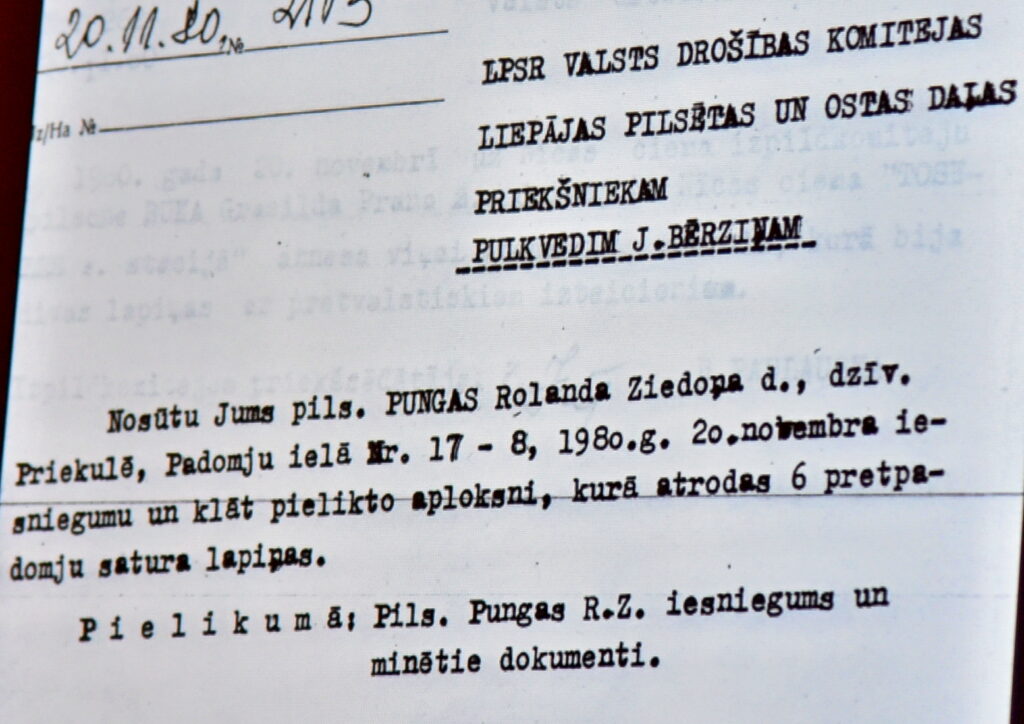 20.11.80. № 2113
LPSR VALSTS DROŠĪBAS KOMITEJAS
Iz/На №
LIEPĀJAS PILSĒTAS UN OSTAS DAĻAS
PRIEKŠNIEKAM
PULKVEDIM J.BĒRZIŅAM
Nosūtu Jums pils. PUNGAS Rolanda Ziedoņa d., dzīv.
Priekulē, Padomju ielā Nr. 17 - 8, 1980.g. 20.novembra ie-
sniegumu un klāt pielikto aploksni, kurā atrodas 6 pretpa-
domju satura lapiņas.
P i e l i k u m ā; Pils. Pungas R.Z. iesniegums un
minētie dokumenti.